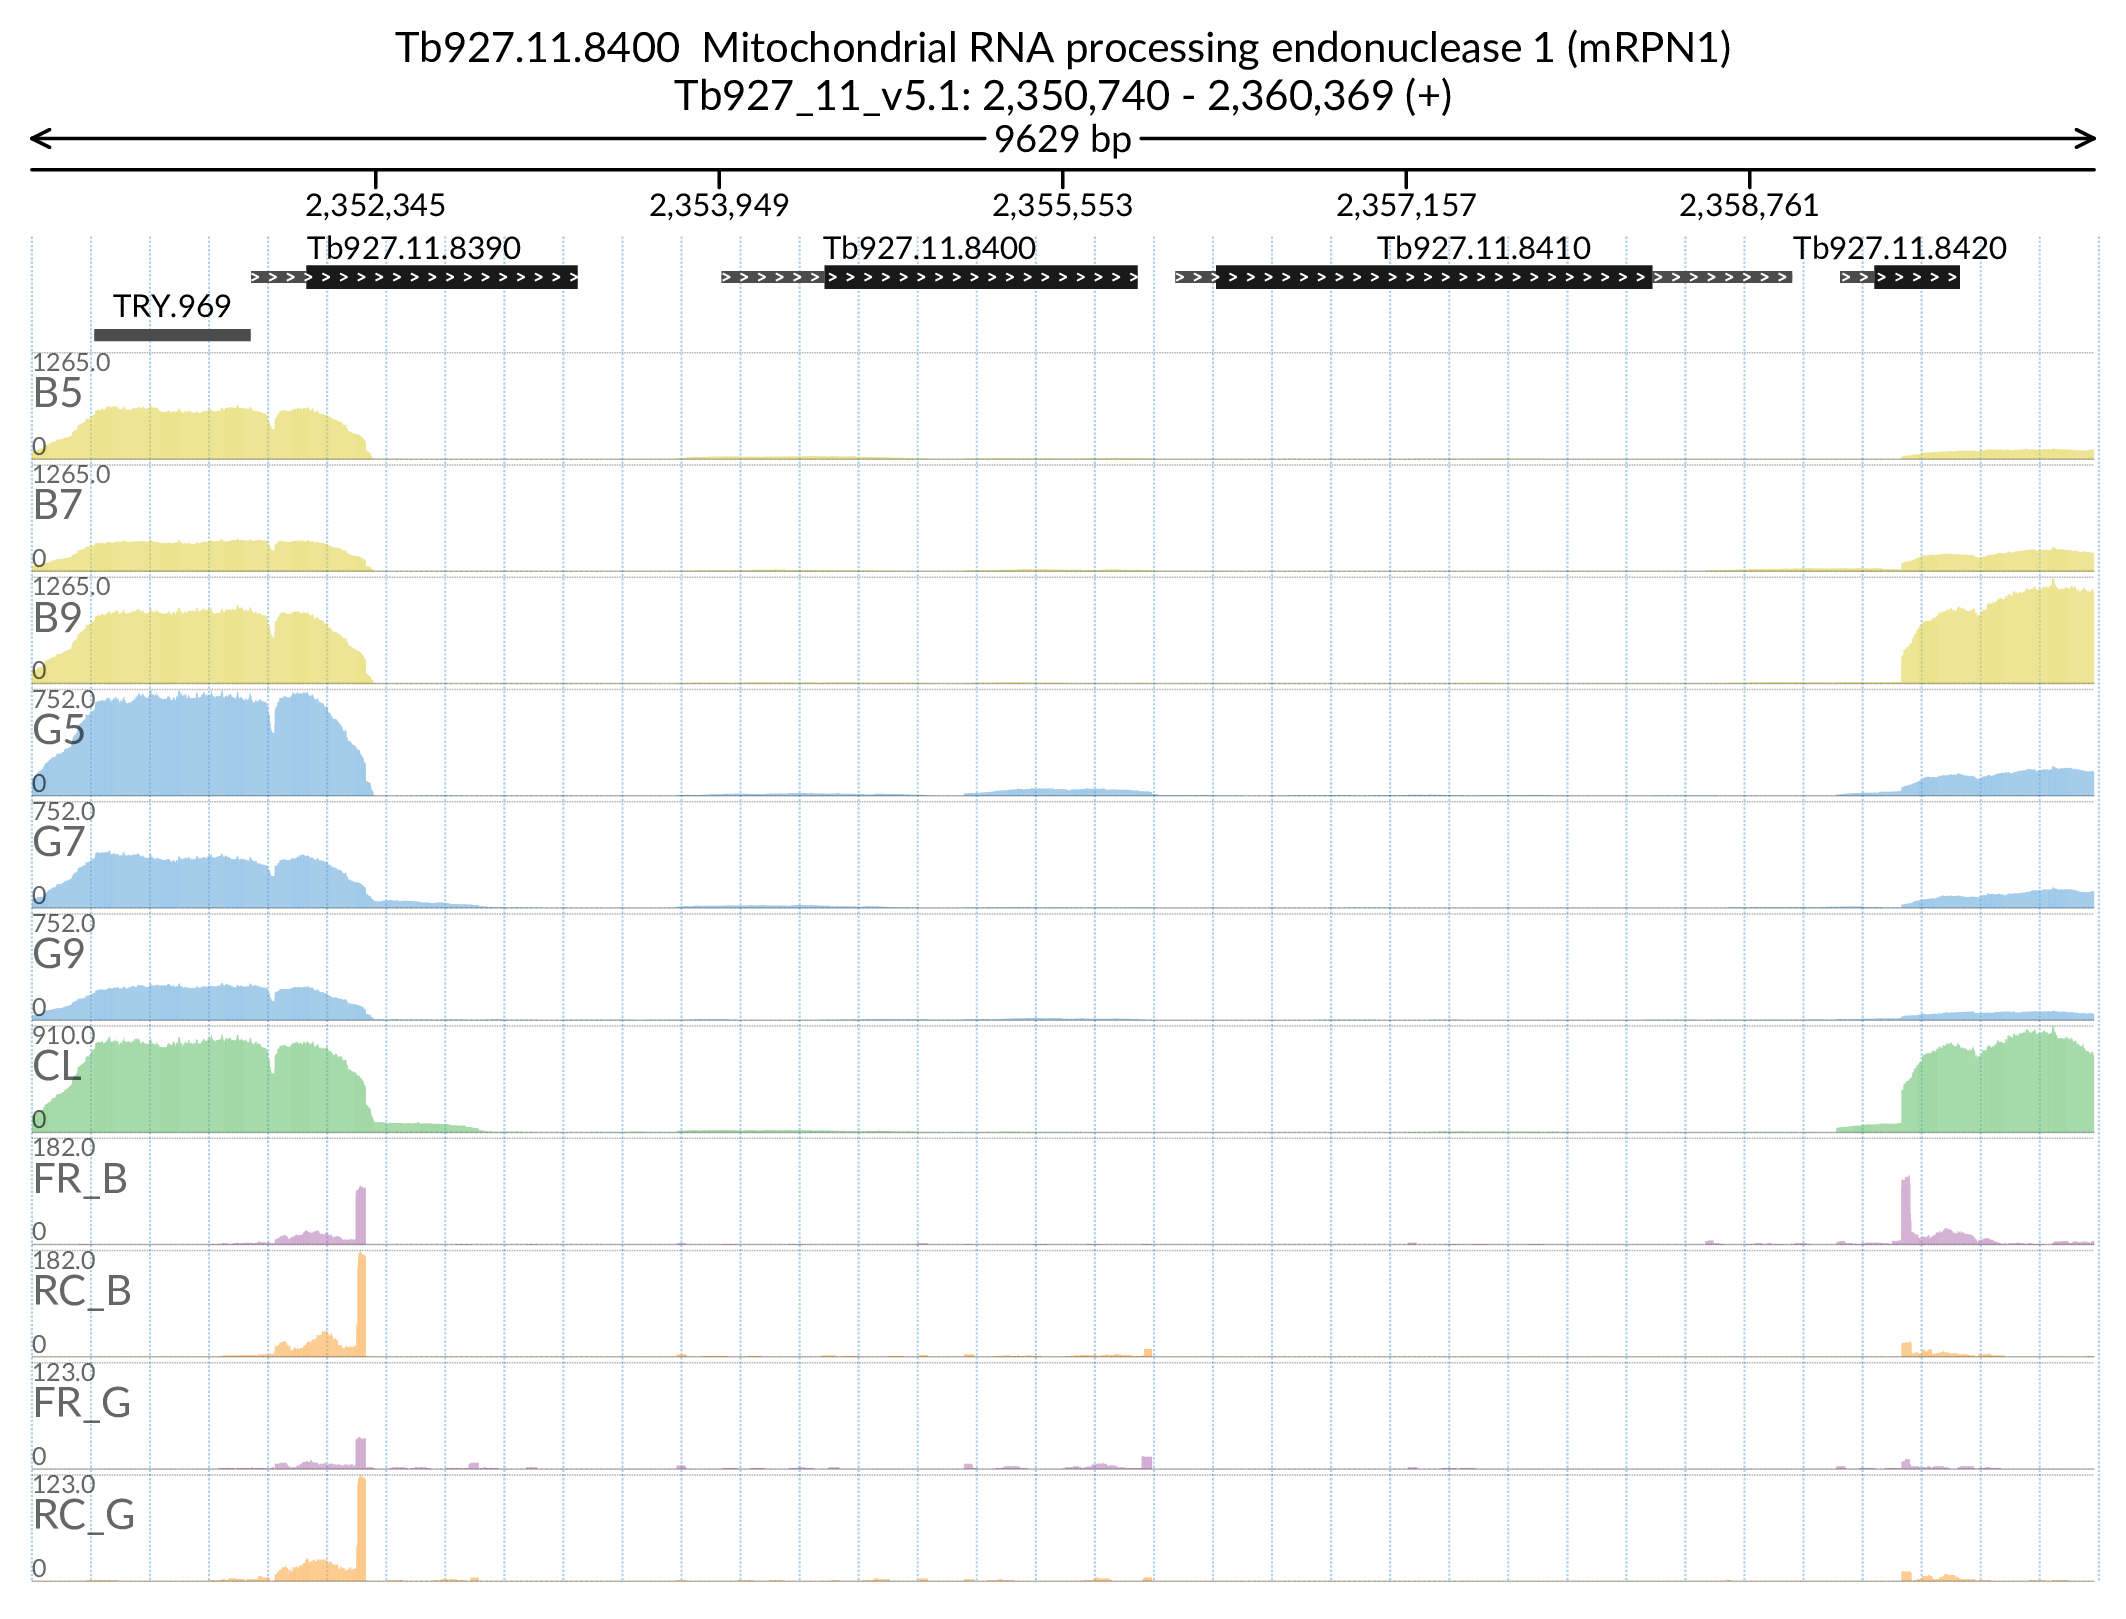 Tb927.11.8400 Mitochondrial RNA processing endonuclease 1 (mRPN1)
Tb927_11_v5.1: 2,350,740 - 2,360,369 (+)
9629 bp
2,352,345 2,353,949 2,355,553 2,357,157 2,358,761
Tb927.11.8390 Tb927.11.8400 Tb927.11.8410 Tb927.11.8420
TRY.969
1265.0
B5
0
1265.0
B7
0
1265.0
B9
0
752.0
G5
0
752.0
G7
0
752.0
G9
0
910.0
CL
0
182.0
FR_B
0
182.0
RC_B
0
123.0
FR_G
0
123.0
RC_G
0